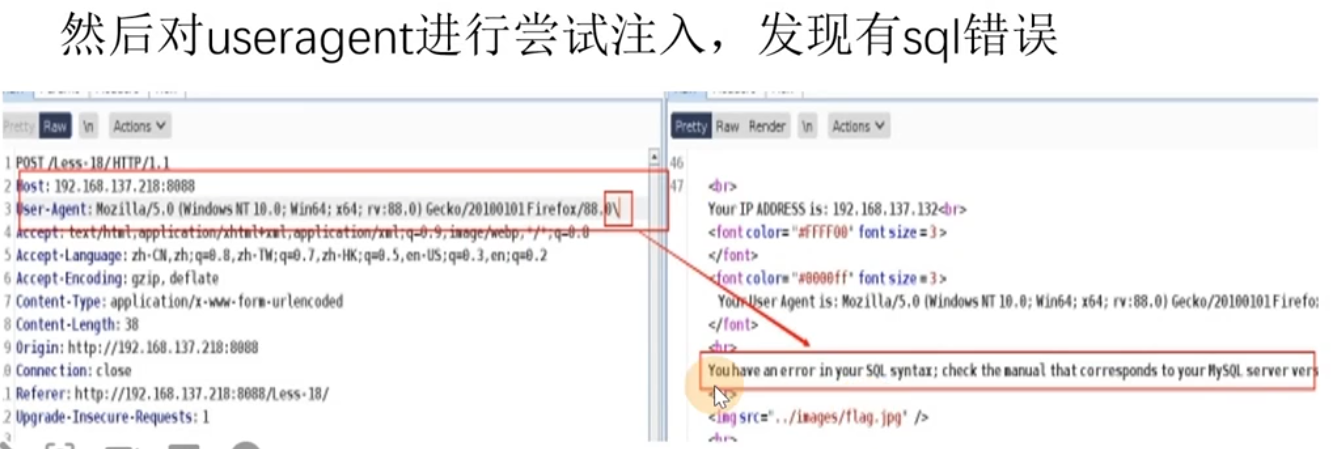 然后对useragent进行尝试注入，发现有sql错误
Pretty Raw \n Actions
1 POST /Less-18/ HTTP/1.1
2 Host: 192.168.137.218:8088
3 User-Agent: Mozilla/5.0 (Windows NT 10.0; Win64; x64; rv:88.0) Gecko/20100101 Firefox/88.0\
4 Accept: text/html,application/xhtml+xml,application/xml;q=0.9,image/webp,*/*;q=0.8
5 Accept-Language: zh-CN,zh;q=0.8,zh-TW;q=0.7,zh-HK;q=0.5,en-US;q=0.3,en;q=0.2
6 Accept-Encoding: gzip, deflate
7 Content-Type: application/x-www-form-urlencoded
8 Content-Length: 38
9 Origin: http://192.168.137.218:8088
0 Connection: close
1 Referer: http://192.168.137.218:8088/Less-18/
2 Upgrade-Insecure-Requests: 1
3
Pretty Raw Render \n Actions
46
47 <br>
Your IP ADDRESS is: 192.168.137.132<br>
<font color= "#FFFF00" font size = 3>
</font>
<font color= "#0000ff" font size = 3>
Your User Agent is: Mozilla/5.0 (Windows NT 10.0; Win64; x64; rv:88.0) Gecko/20100101 Firefo
</font>
<br>
You have an error in your SQL syntax; check the manual that corresponds to your MySQL server vers
<img src="../images/flag.jpg" />
<br>